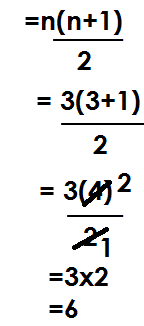 =n(n+1)
2
= 3(3+1)
2
= 3(4) 2
2 1
=3x2
=6